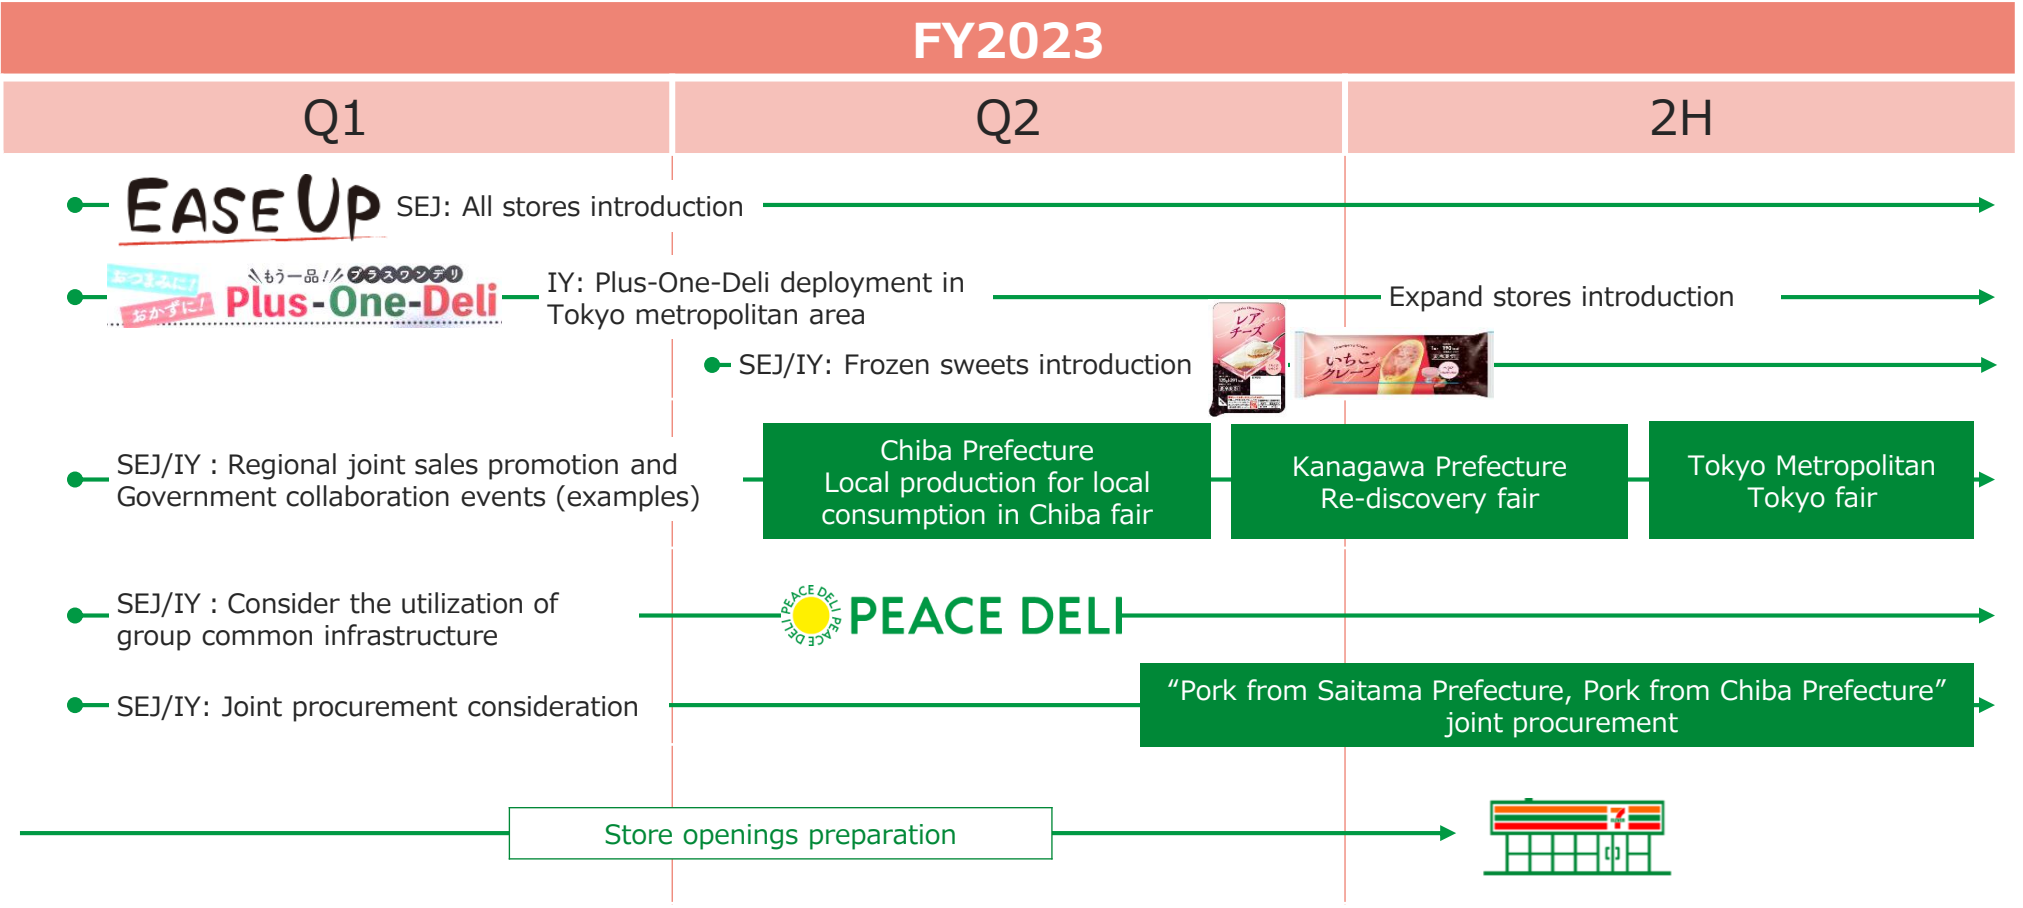 FY2023
Q1
Q2
2H
EASE UP
SEJ: All stores introduction
おつまみに!
おかずに!
もう一品!
プラスワンデリ
Plus-One-Deli
IY: Plus-One-Deli deployment in
Tokyo metropolitan area
Expand stores introduction
SEJ/IY: Frozen sweets introduction
レア
チーズ
いちご
クレープ
SEJ/IY : Regional joint sales promotion and
Government collaboration events (examples)
Chiba Prefecture
Local production for local
consumption in Chiba fair
Kanagawa Prefecture
Re-discovery fair
Tokyo Metropolitan
Tokyo fair
SEJ/IY : Consider the utilization of
group common infrastructure
PEACE DELI PEACE DELI PEACE DELI
PEACE DELI
SEJ/IY: Joint procurement consideration
“Pork from Saitama Prefecture, Pork from Chiba Prefecture”
joint procurement
Store openings preparation
7